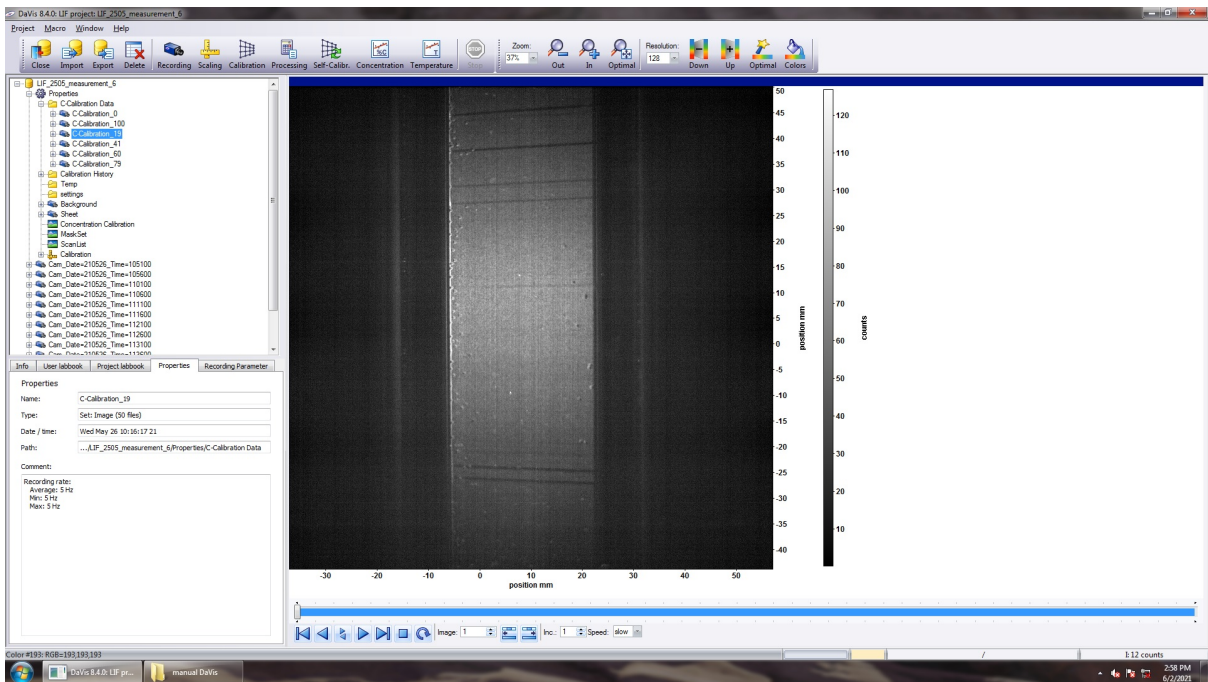 DaVis 8.4.0: LIF project: LIF_2505_measurement_6
Project Macro Window Help
Close Import Export Delete Recording Scaling Calibration Processing Self-Calibr. Concentration Temperature Stop Zoom: 37% Out In Optimal Resolution: 128 Down Up Optimal Colors
LIF_2505_measurement_6
Properties
C-Calibration Data
C-Calibration_0
C-Calibration_100
C-Calibration_19
C-Calibration_41
C-Calibration_60
C-Calibration_79
Calibration History
Temp
settings
Background
Sheet
Concentration Calibration
MaskSet
ScanList
Calibration
Cam_Date=210526_Time=105100
Cam_Date=210526_Time=105600
Cam_Date=210526_Time=110100
Cam_Date=210526_Time=110600
Cam_Date=210526_Time=111100
Cam_Date=210526_Time=111600
Cam_Date=210526_Time=112100
Cam_Date=210526_Time=112600
Cam_Date=210526_Time=113100
Cam_Date=210526_Time=113600
Info User labbook Project labbook Properties Recording Parameter
Properties
Name: C-Calibration_19
Type: Set: Image (50 files)
Date / time: Wed May 26 10:16:17 21
Path: .../LIF_2505_measurement_6/Properties/C-Calibration Data
Comment:
Recording rate:
Average: 5 Hz
Min: 5 Hz
Max: 5 Hz
50
45
40
35
30
25
20
15
10
5
0
-5
-10
-15
-20
-25
-30
-35
-40
position mm
120
110
100
90
80
70
60
50
40
30
20
10
counts
-30 -20 -10 0 10 20 30 40 50
position mm
Image: 1 Inc.: 1 Speed: slow
Color #193: RGB=193,193,193 / I: 12 counts
DaVis 8.4.0: LIF pr... manual DaVis 2:58 PM
6/2/2021